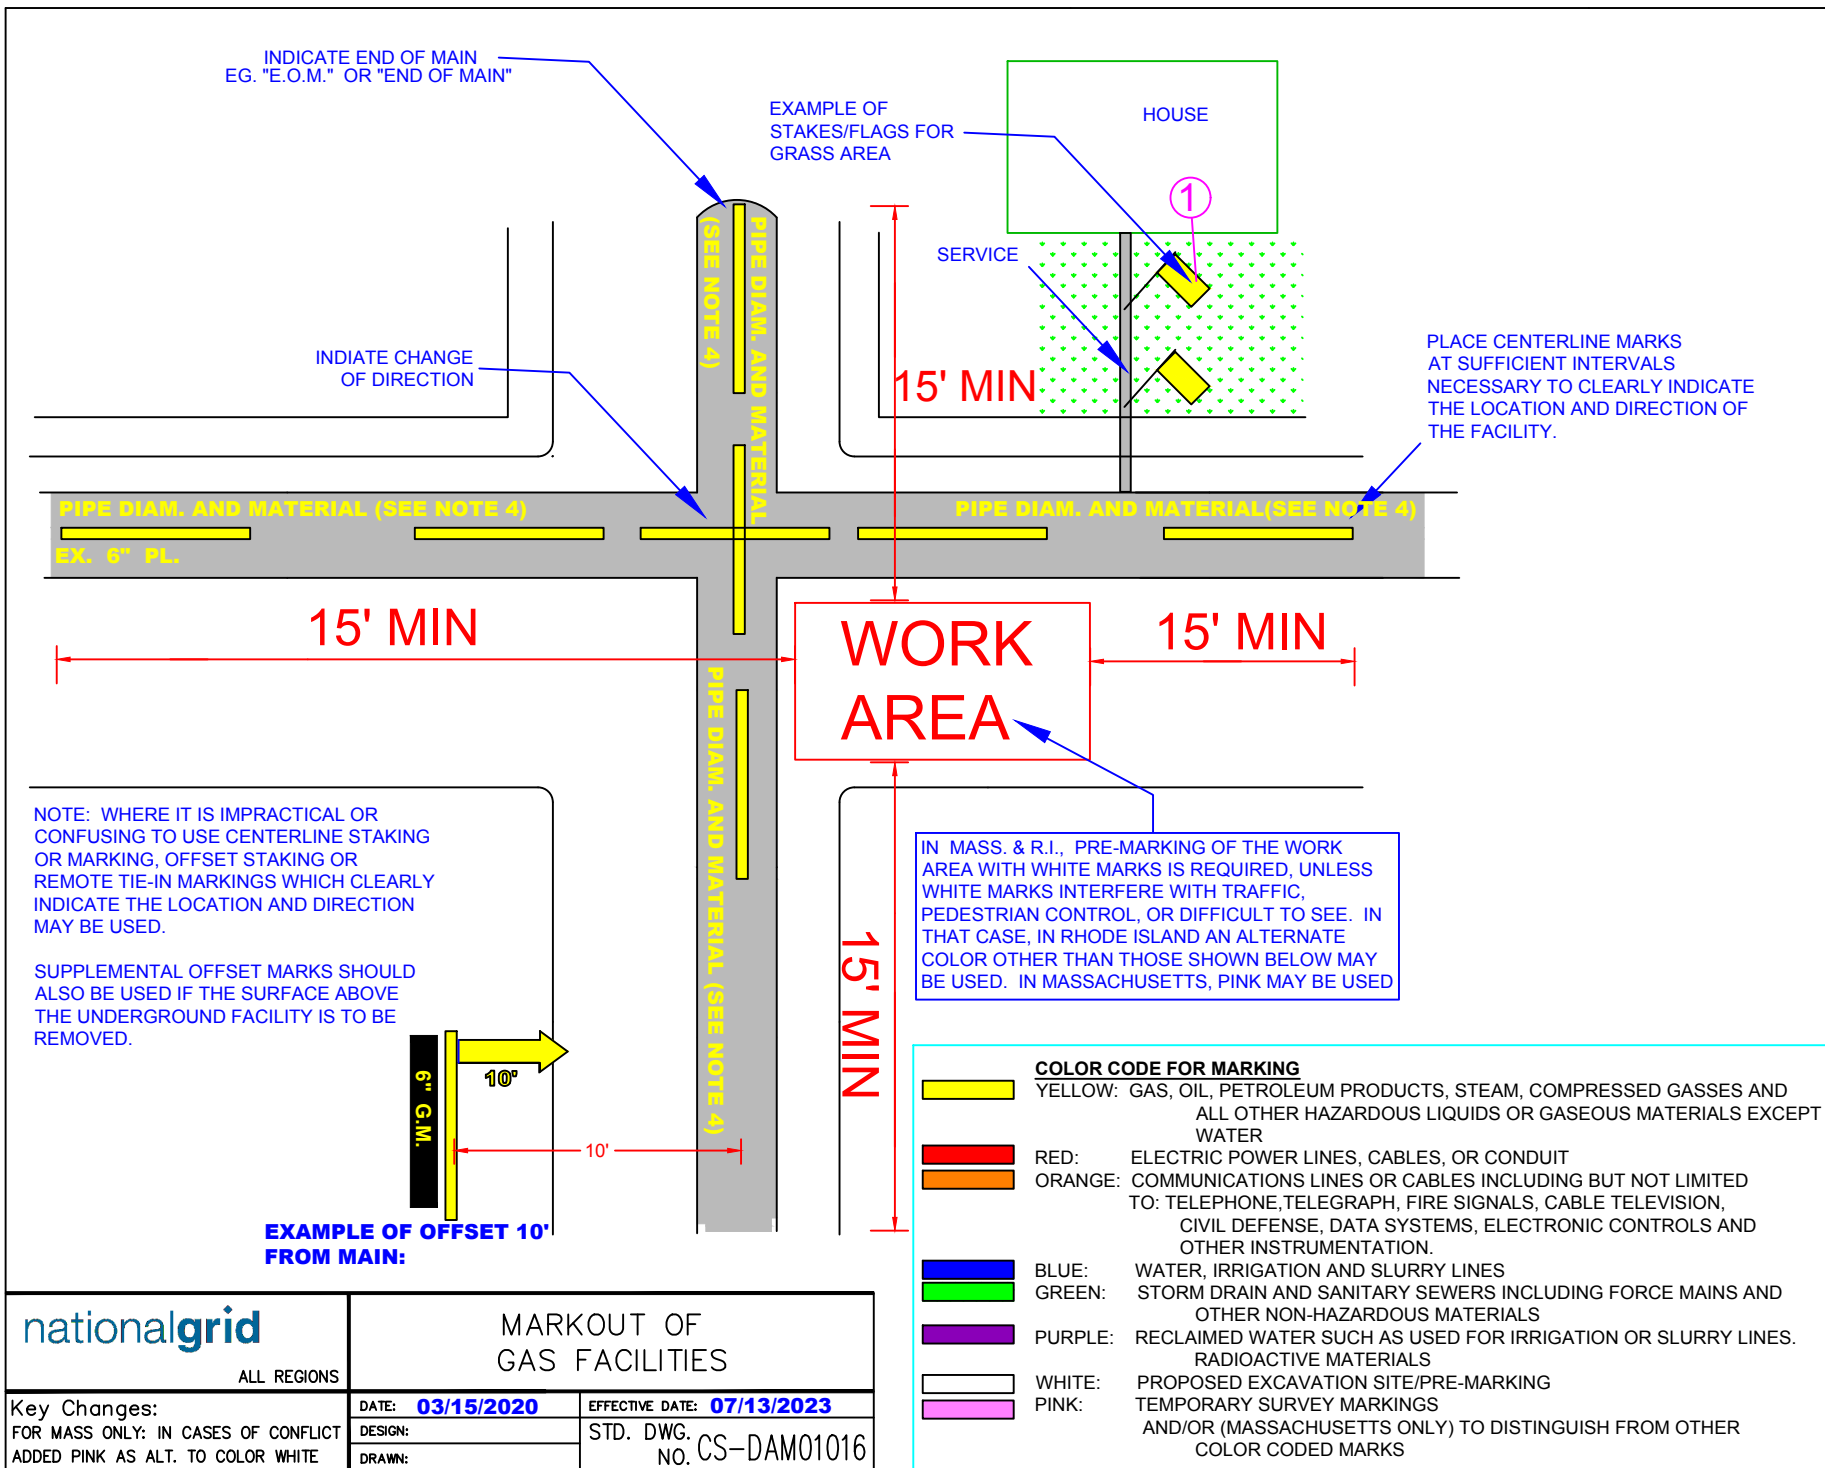 INDICATE END OF MAIN
EG. "E.O.M."  OR "END OF MAIN"
EXAMPLE OF
STAKES/FLAGS FOR
GRASS AREA
HOUSE
1
SERVICE
INDIATE CHANGE
OF DIRECTION
PIPE DIAM. AND MATERIAL
(SEE NOTE 4)
15' MIN
PLACE CENTERLINE MARKS
AT SUFFICIENT INTERVALS
NECESSARY TO CLEARLY INDICATE
THE LOCATION AND DIRECTION OF
THE FACILITY.
PIPE DIAM. AND MATERIAL (SEE NOTE 4)
EX. 6" PL.
PIPE DIAM. AND MATERIAL(SEE NOTE 4)
15' MIN
WORK
AREA
15' MIN
PIPE DIAM. AND MATERIAL (SEE NOTE 4)
15' MIN
NOTE: WHERE IT IS IMPRACTICAL OR
CONFUSING TO USE CENTERLINE STAKING
OR MARKING, OFFSET STAKING OR
REMOTE TIE-IN MARKINGS WHICH CLEARLY
INDICATE THE LOCATION AND DIRECTION
MAY BE USED.
SUPPLEMENTAL OFFSET MARKS SHOULD
ALSO BE USED IF THE SURFACE ABOVE
THE UNDERGROUND FACILITY IS TO BE
REMOVED.
IN MASS. & R.I., PRE-MARKING OF THE WORK
AREA WITH WHITE MARKS IS REQUIRED, UNLESS
WHITE MARKS INTERFERE WITH TRAFFIC,
PEDESTRIAN CONTROL, OR DIFFICULT TO SEE. IN
THAT CASE, IN RHODE ISLAND AN ALTERNATE
COLOR OTHER THAN THOSE SHOWN BELOW MAY
BE USED. IN MASSACHUSETTS, PINK MAY BE USED
6" G.M.
10'
10'
EXAMPLE OF OFFSET 10'
FROM MAIN:
COLOR CODE FOR MARKING
YELLOW: GAS, OIL, PETROLEUM PRODUCTS, STEAM, COMPRESSED GASSES AND
ALL OTHER HAZARDOUS LIQUIDS OR GASEOUS MATERIALS EXCEPT
WATER
RED: ELECTRIC POWER LINES, CABLES, OR CONDUIT
ORANGE: COMMUNICATIONS LINES OR CABLES INCLUDING BUT NOT LIMITED
TO: TELEPHONE,TELEGRAPH, FIRE SIGNALS, CABLE TELEVISION,
CIVIL DEFENSE, DATA SYSTEMS, ELECTRONIC CONTROLS AND
OTHER INSTRUMENTATION.
BLUE: WATER, IRRIGATION AND SLURRY LINES
GREEN: STORM DRAIN AND SANITARY SEWERS INCLUDING FORCE MAINS AND
OTHER NON-HAZARDOUS MATERIALS
PURPLE: RECLAIMED WATER SUCH AS USED FOR IRRIGATION OR SLURRY LINES.
RADIOACTIVE MATERIALS
WHITE: PROPOSED EXCAVATION SITE/PRE-MARKING
PINK: TEMPORARY SURVEY MARKINGS
AND/OR (MASSACHUSETTS ONLY) TO DISTINGUISH FROM OTHER
COLOR CODED MARKS
nationalgrid
ALL REGIONS
MARKOUT OF
GAS FACILITIES
Key Changes:
FOR MASS ONLY: IN CASES OF CONFLICT
ADDED PINK AS ALT. TO COLOR WHITE
DATE: 03/15/2020
DESIGN:
DRAWN:
EFFECTIVE DATE: 07/13/2023
STD. DWG.
NO. CS-DAM01016